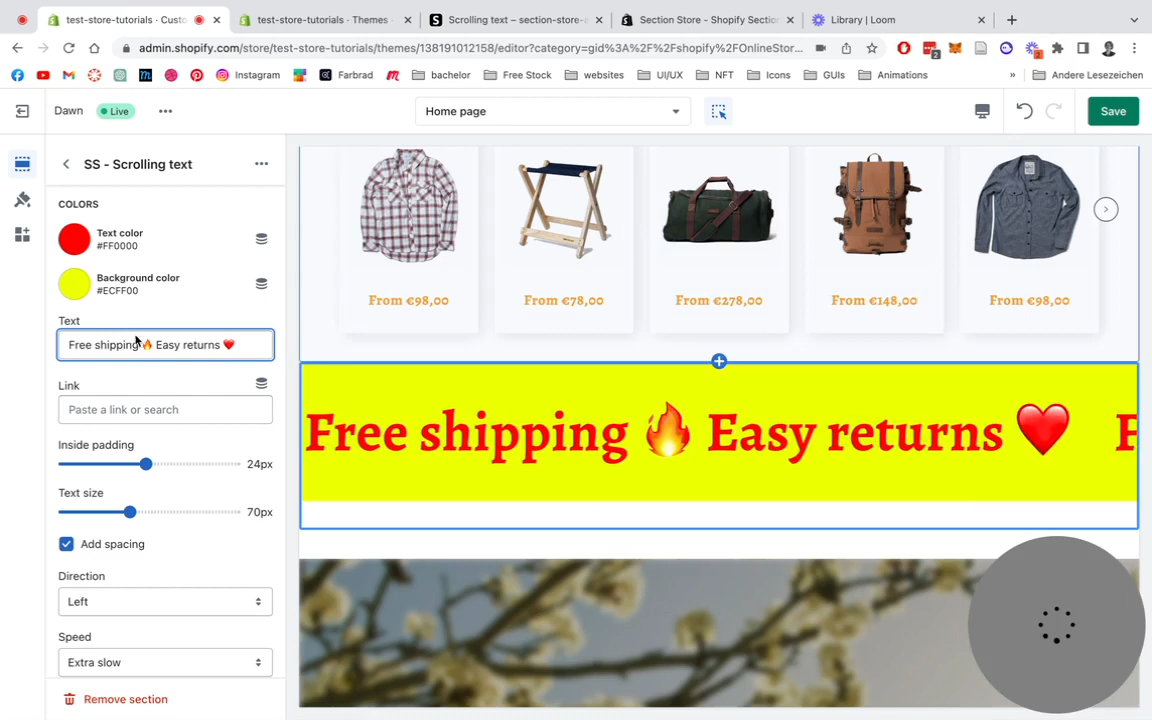 test-store-tutorials · Custo
test-store-tutorials · Themes -
Scrolling text – section-store-a
Section Store - Shopify Section
Library | Loom
admin.shopify.com/store/test-store-tutorials/themes/138191012158/editor?category=gid%3A%2F%2Fshopify%2FOnlineStor...
2
2
Instagram
Farbrad
bachelor
Free Stock
websites
UI/UX
NFT
Icons
GUIs
Animations
»
Andere Lesezeichen
Dawn
Live
Home page
Save
SS - Scrolling text
COLORS
Text color
#FF0000
Background color
#ECFF00
Text
Free shipping 🔥 Easy returns ❤️
Link
Paste a link or search
Inside padding
24px
Text size
70px
Add spacing
Direction
Left
Speed
Extra slow
Remove section
From €98,00
From €78,00
From €278,00
From €148,00
From €98,00
Free shipping 🔥 Easy returns ❤️ F